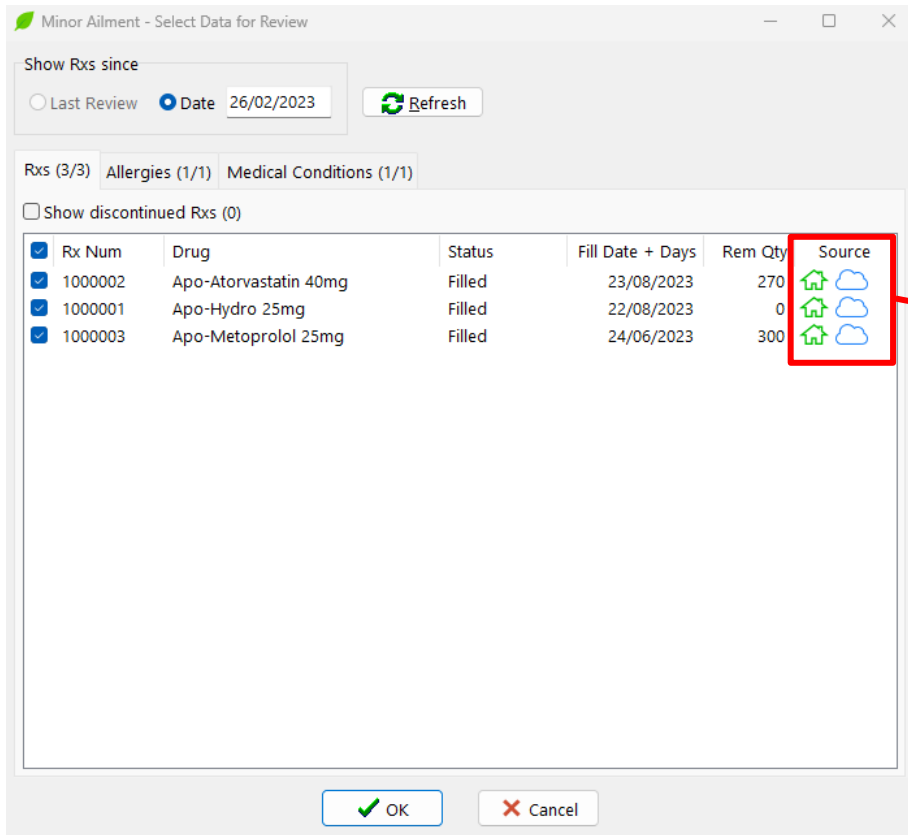 Minor Ailment - Select Data for Review
Show Rxs since
Last Review Date 26/02/2023 Refresh
Rxs (3/3) Allergies (1/1) Medical Conditions (1/1)
Show discontinued Rxs (0)
Rx Num Drug Status Fill Date + Days Rem Qty Source
1000002 Apo-Atorvastatin 40mg Filled 23/08/2023 270
1000001 Apo-Hydro 25mg Filled 22/08/2023 0
1000003 Apo-Metoprolol 25mg Filled 24/06/2023 300
OK Cancel